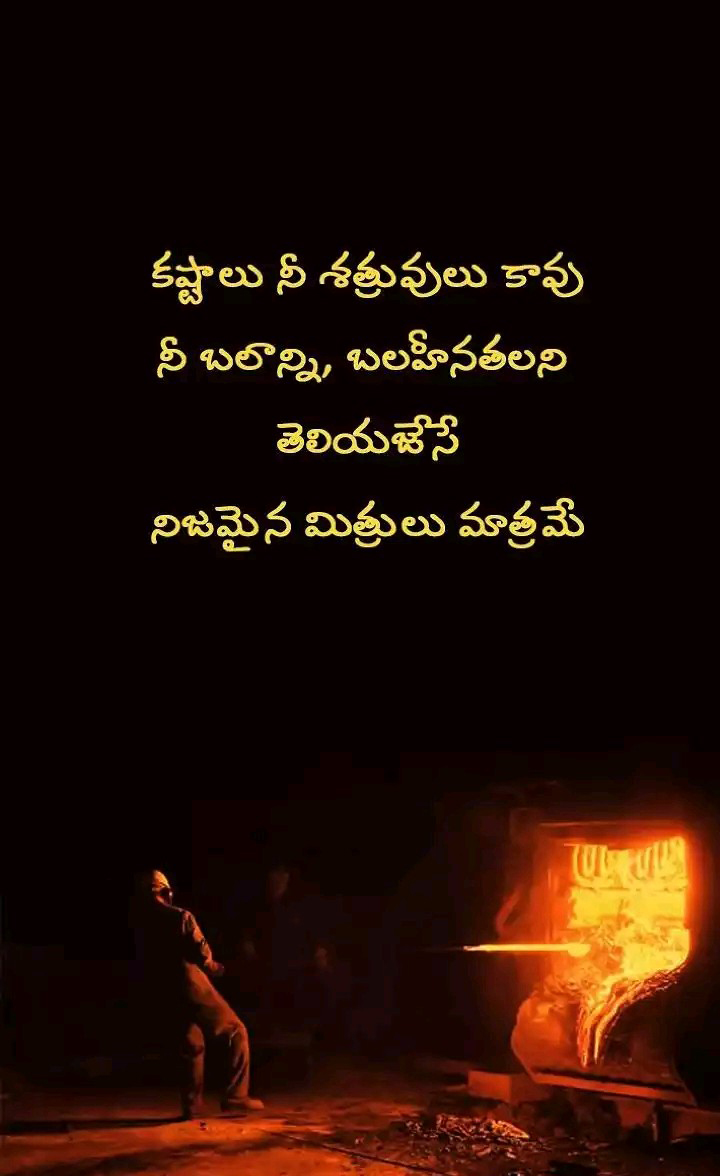 కష్టాలు నీ శత్రువులు కావు
నీ బలాన్ని, బలహీనతలని
తెలియజేసే
నిజమైన మిత్రులు మాత్రమే